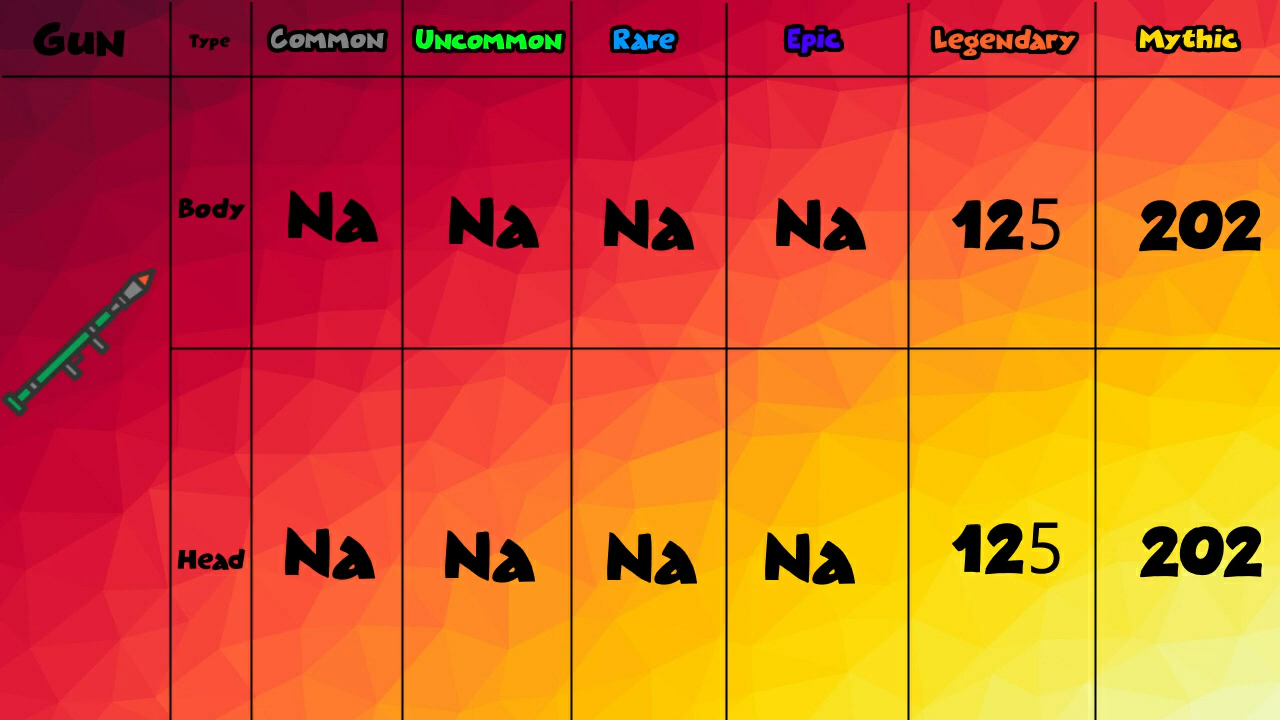 Gun Type Common Uncommon Rare Epic Legendary Mythic
Body Na Na Na Na 125 202
Head Na Na Na Na 125 202